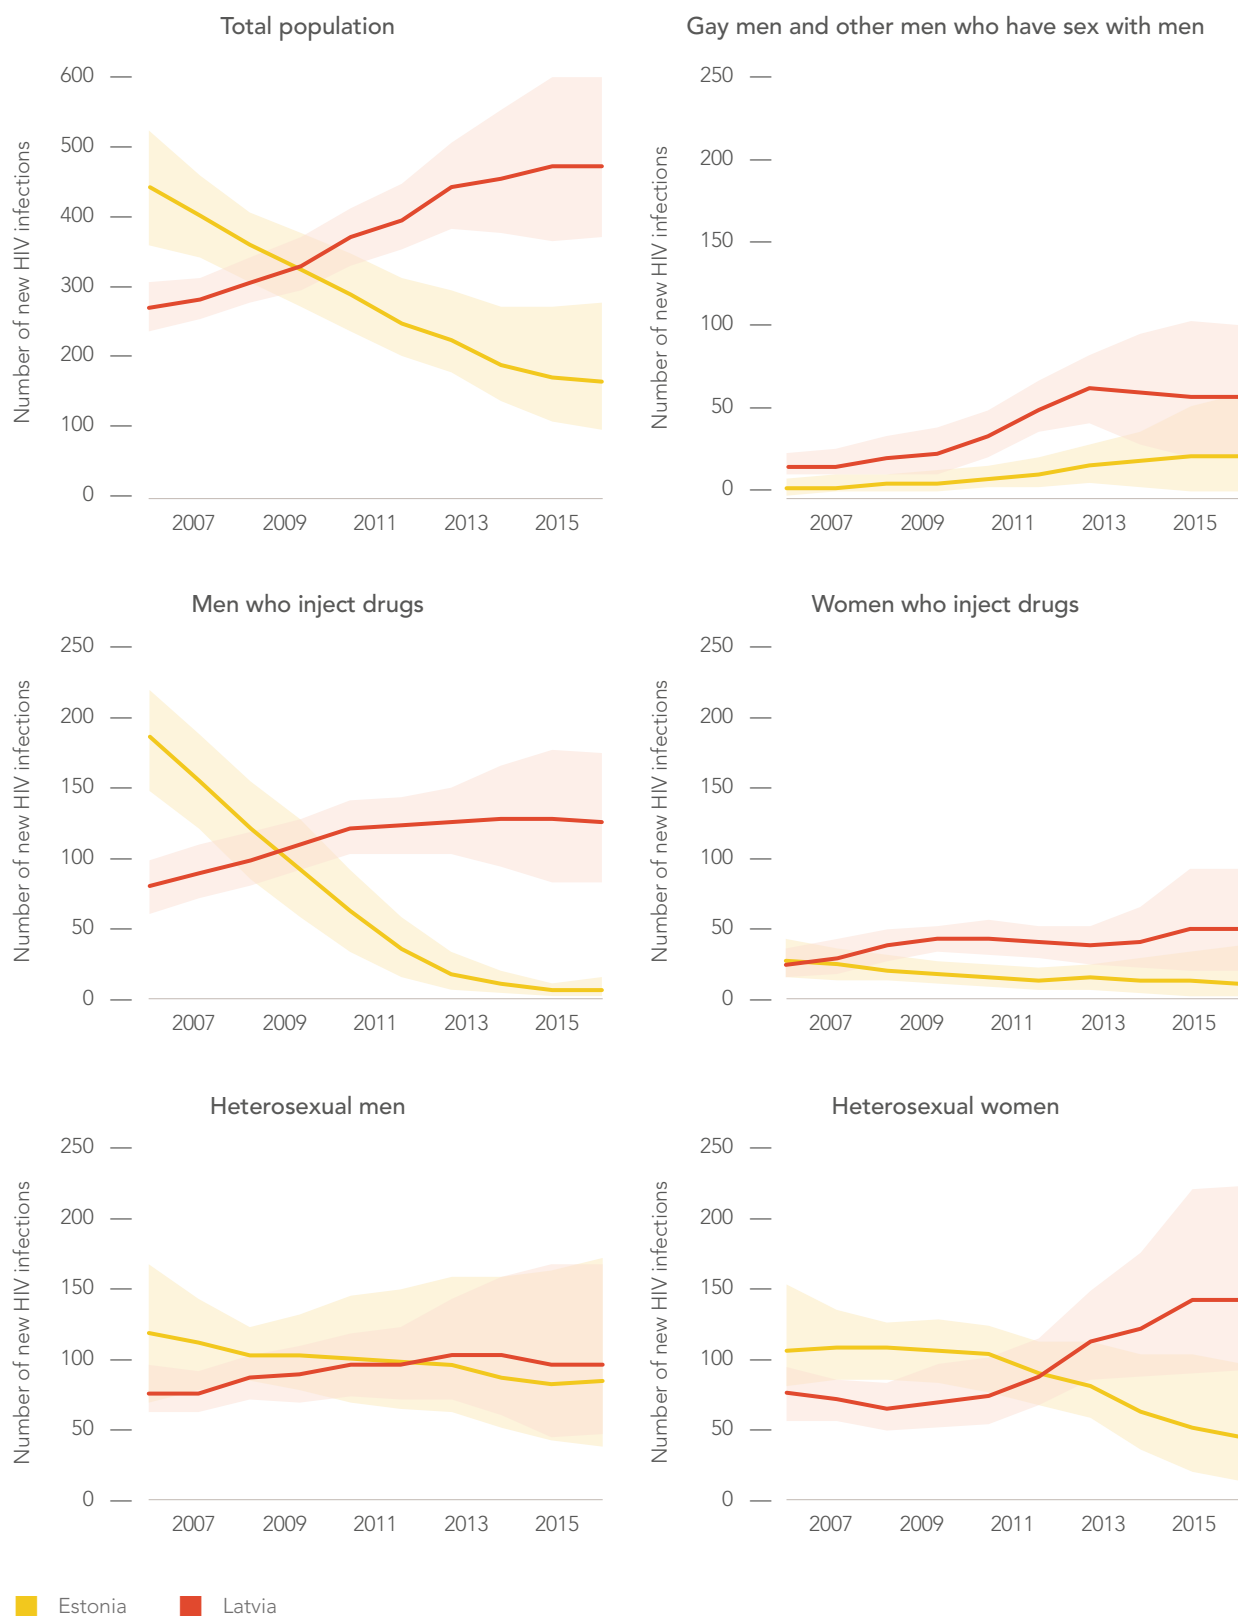 Total population
Number of new HIV infections
600
500
400
300
200
100
0
2007 2009 2011 2013 2015
Gay men and other men who have sex with men
Number of new HIV infections
250
200
150
100
50
0
2007 2009 2011 2013 2015
Men who inject drugs
Number of new HIV infections
250
200
150
100
50
0
2007 2009 2011 2013 2015
Women who inject drugs
Number of new HIV infections
250
200
150
100
50
0
2007 2009 2011 2013 2015
Heterosexual men
Number of new HIV infections
250
200
150
100
50
0
2007 2009 2011 2013 2015
Heterosexual women
Number of new HIV infections
250
200
150
100
50
0
2007 2009 2011 2013 2015
Estonia Latvia